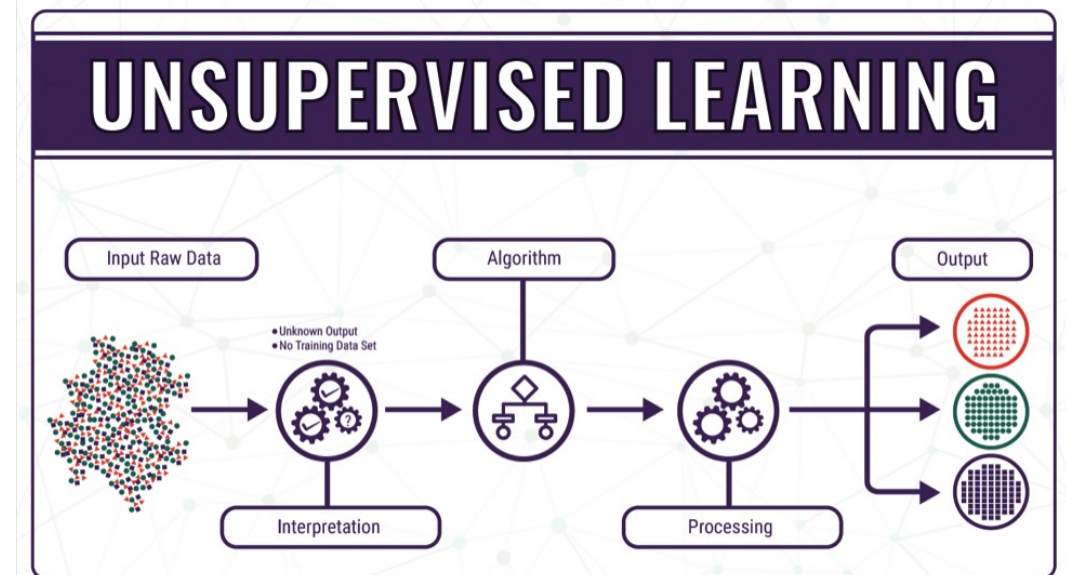 UNSUPERVISED LEARNING
Input Raw Data
Algorithm
Output
• Unknown Output
• No Training Data Set
?
Interpretation
Processing